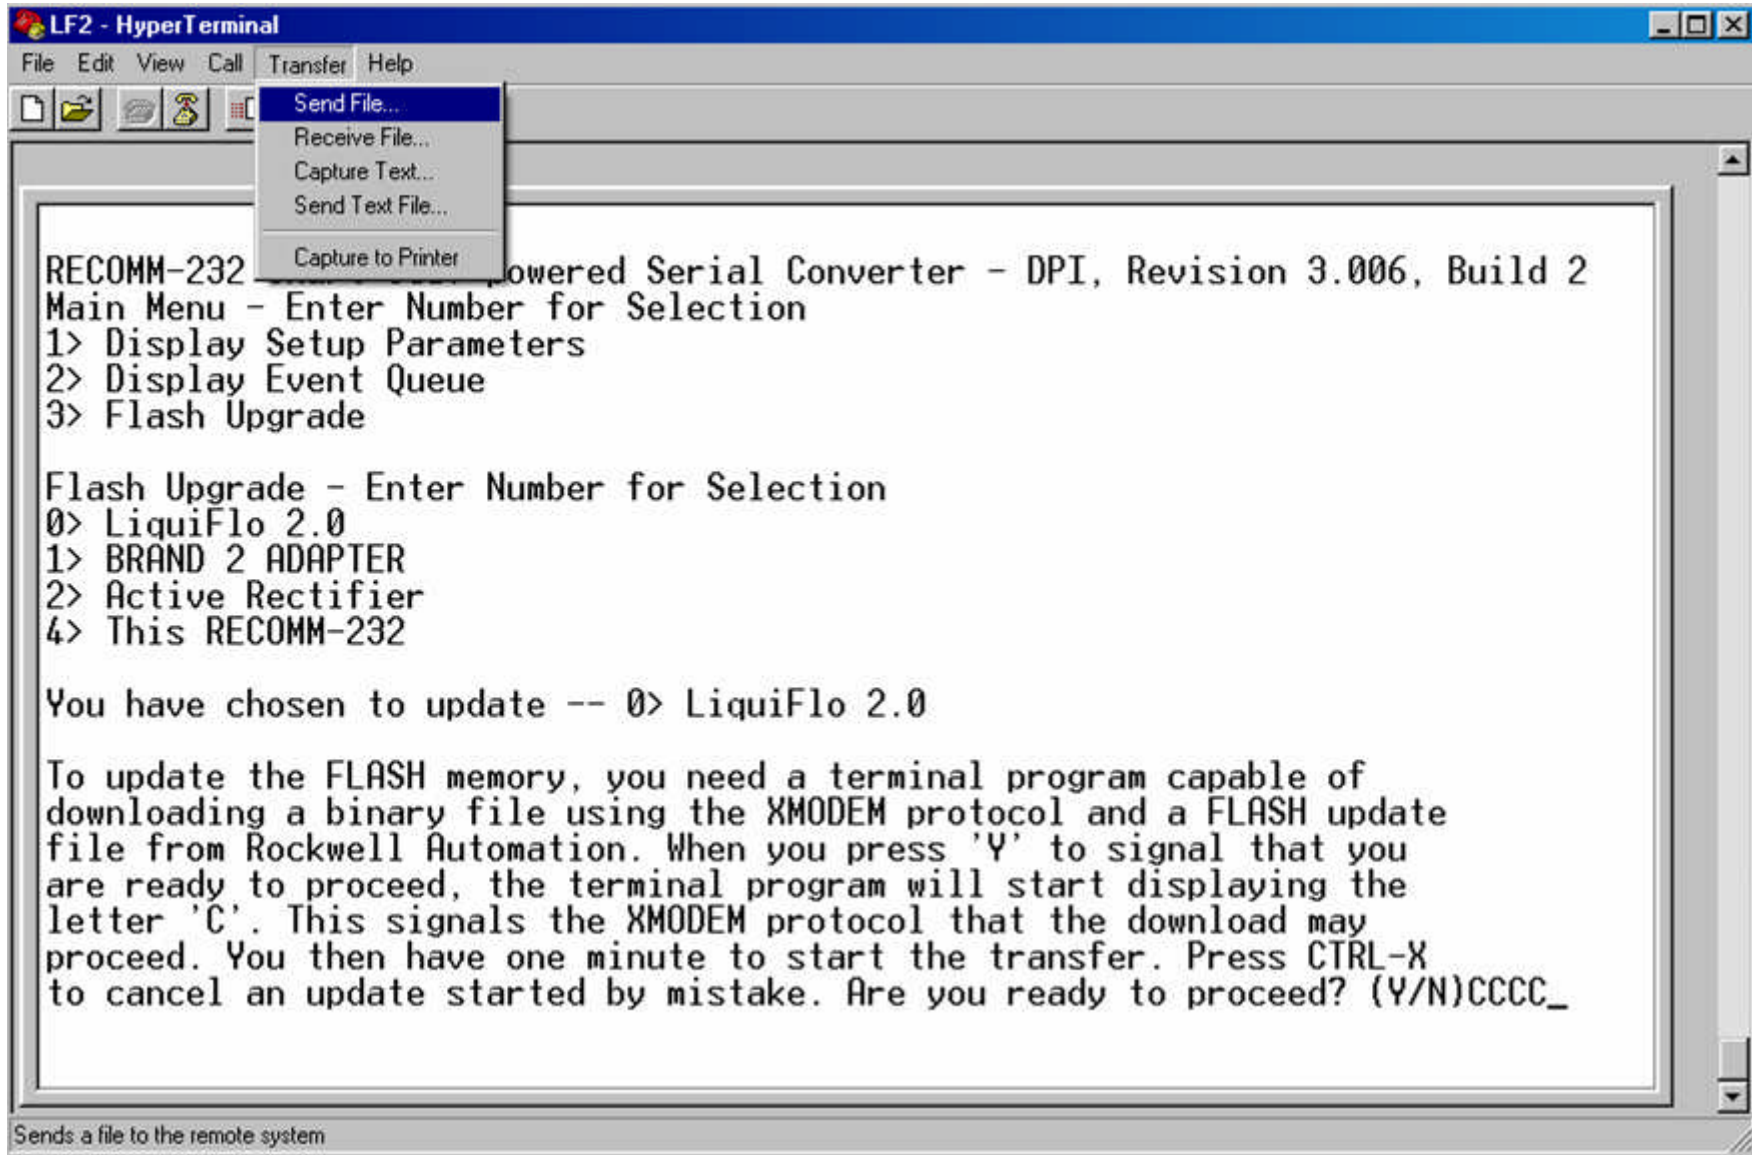 LF2 - HyperTerminal
File Edit View Call Transfer Help
Send File...
Receive File...
Capture Text...
Send Text File...
Capture to Printer
RECOMM-232 powered Serial Converter - DPI, Revision 3.006, Build 2
Main Menu - Enter Number for Selection
1> Display Setup Parameters
2> Display Event Queue
3> Flash Upgrade
Flash Upgrade - Enter Number for Selection
0> LiquiFlo 2.0
1> BRAND 2 ADAPTER
2> Active Rectifier
4> This RECOMM-232
You have chosen to update -- 0> LiquiFlo 2.0
To update the FLASH memory, you need a terminal program capable of
downloading a binary file using the XMODEM protocol and a FLASH update
file from Rockwell Automation. When you press 'Y' to signal that you
are ready to proceed, the terminal program will start displaying the
letter 'C'. This signals the XMODEM protocol that the download may
proceed. You then have one minute to start the transfer. Press CTRL-X
to cancel an update started by mistake. Are you ready to proceed? (Y/N)CCCC_
Sends a file to the remote system